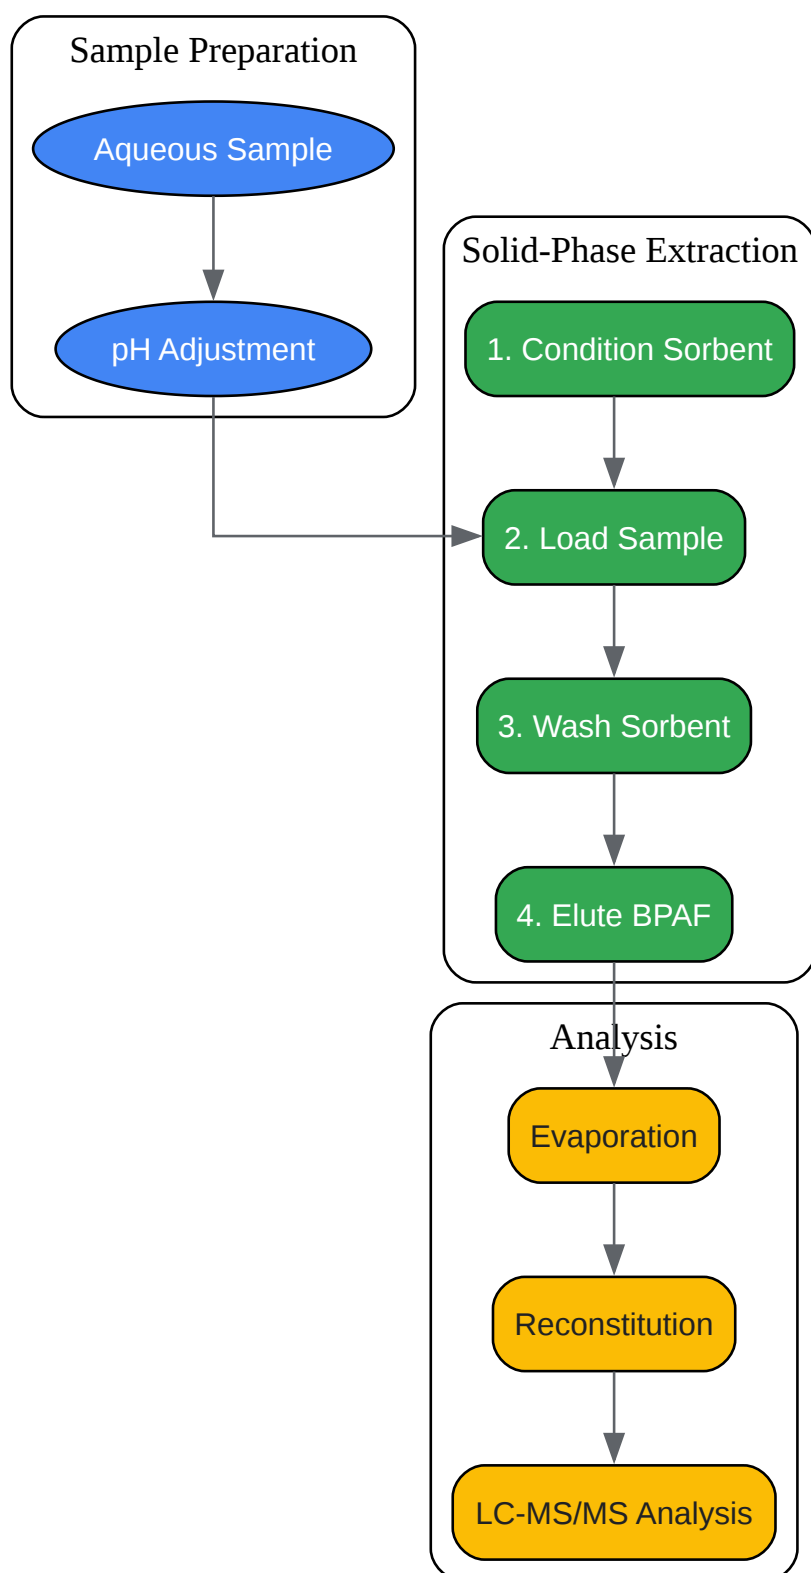 Sample Preparation
Aqueous Sample
pH Adjustment
Solid-Phase Extraction
1. Condition Sorbent
2. Load Sample
3. Wash Sorbent
4. Elute BPAF
Analysis
Evaporation
Reconstitution
LC-MS/MS Analysis